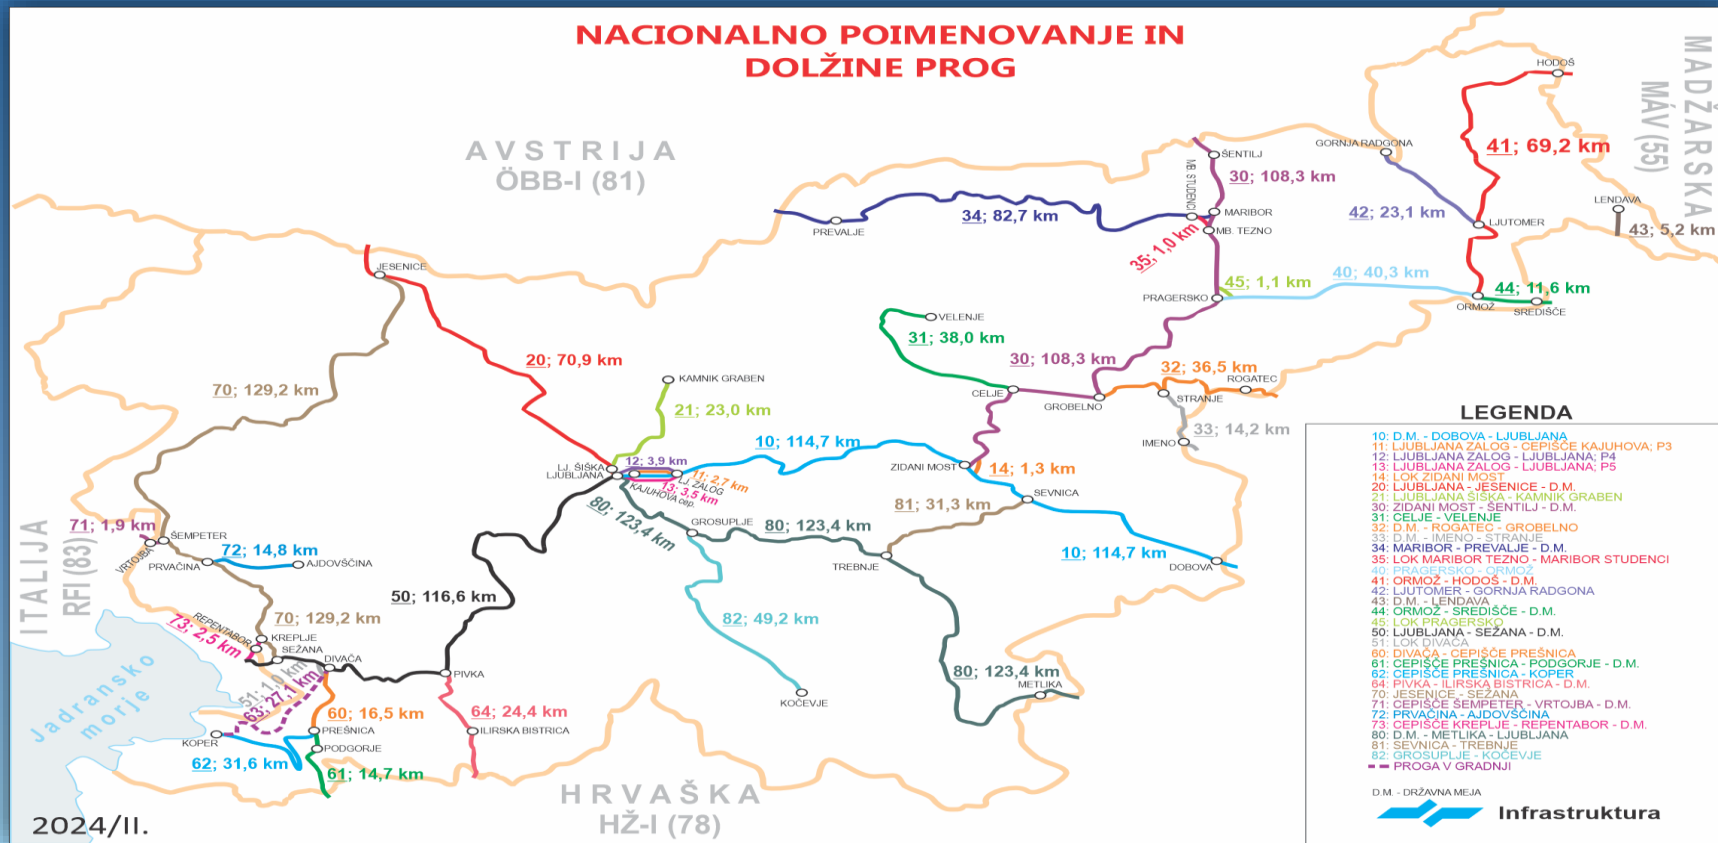 NACIONALNO POIMENOVANJE IN
DOLŽINE PROG
AVSTRIJA
ÖBB-I (81)
MADŽARSKA
MÁV (55)
ITALIJA
RFI (83)
HRVAŠKA
HŽ-I (78)
Jadransko
morje
HODOŠ
41; 69,2 km
GORNJA RADGONA
ŠENTILJ
30; 108,3 km
MB. STUDENCI
MARIBOR
MB. TEZNO
35; 1,0 km
34; 82,7 km
PREVALJE
42; 23,1 km
LJUTOMER
LENDAVA
43; 5,2 km
JESENICE
45; 1,1 km
40; 40,3 km
PRAGERSKO
44; 11,6 km
ORMOŽ
SREDIŠČE
VELENJE
31; 38,0 km
30; 108,3 km
20; 70,9 km
32; 36,5 km
ROGATEC
70; 129,2 km
KAMNIK GRABEN
CELJE
GROBELNO
STRANJE
21; 23,0 km
33; 14,2 km
IMENO
10; 114,7 km
LJ. ŠIŠKA
LJUBLJANA
12; 3,9 km
11; 2,7 km
13; 3,5 km
LJ. ZALOG
KAJUHOVA cep.
ZIDANI MOST
14; 1,3 km
SEVNICA
81; 31,3 km
80; 123,4 km
GROSUPLJE
80; 123,4 km
71; 1,9 km
ŠEMPETER
VRTOJBA
72; 14,8 km
PRVAČINA
AJDOVŠČINA
TREBNJE
10; 114,7 km
DOBOVA
50; 116,6 km
70; 129,2 km
82; 49,2 km
REPENTABOR
73; 2,5 km
KREPLJE
SEŽANA
DIVAČA
51; 1,0 km
63; 27,1 km
PIVKA
80; 123,4 km
METLIKA
KOČEVJE
60; 16,5 km
64; 24,4 km
PREŠNICA
ILIRSKA BISTRICA
KOPER
PODGORJE
62; 31,6 km
61; 14,7 km
2024/II.
LEGENDA
10: D.M. - DOBOVA - LJUBLJANA
11: LJUBLJANA ZALOG - CEPIŠČE KAJUHOVA; P3
12: LJUBLJANA ZALOG - LJUBLJANA; P4
13: LJUBLJANA ZALOG - LJUBLJANA; P5
14: LOK ZIDANI MOST
20: LJUBLJANA - JESENICE - D.M.
21: LJUBLJANA ŠIŠKA - KAMNIK GRABEN
30: ZIDANI MOST - ŠENTILJ - D.M.
31: CELJE - VELENJE
32: D.M. - ROGATEC - GROBELNO
33: D.M. - IMENO - STRANJE
34: MARIBOR - PREVALJE - D.M.
35: LOK MARIBOR TEZNO - MARIBOR STUDENCI
40: PRAGERSKO - ORMOŽ
41: ORMOŽ - HODOŠ - D.M.
42: LJUTOMER - GORNJA RADGONA
43: D.M. - LENDAVA
44: ORMOŽ - SREDIŠČE - D.M.
45: LOK PRAGERSKO
50: LJUBLJANA - SEŽANA - D.M.
51: LOK DIVAČA
60: DIVAČA - CEPIŠČE PREŠNICA
61: CEPIŠČE PREŠNICA - PODGORJE - D.M.
62: CEPIŠČE PREŠNICA - KOPER
64: PIVKA - ILIRSKA BISTRICA - D.M.
70: JESENICE - SEŽANA
71: CEPIŠČE ŠEMPETER - VRTOJBA - D.M.
72: PRVAČINA - AJDOVŠČINA
73: CEPIŠČE KREPLJE - REPENTABOR - D.M.
80: D.M. - METLIKA - LJUBLJANA
81: SEVNICA - TREBNJE
82: GROSUPLJE - KOČEVJE
PROGA V GRADNJI
D.M. - DRŽAVNA MEJA
Infrastruktura